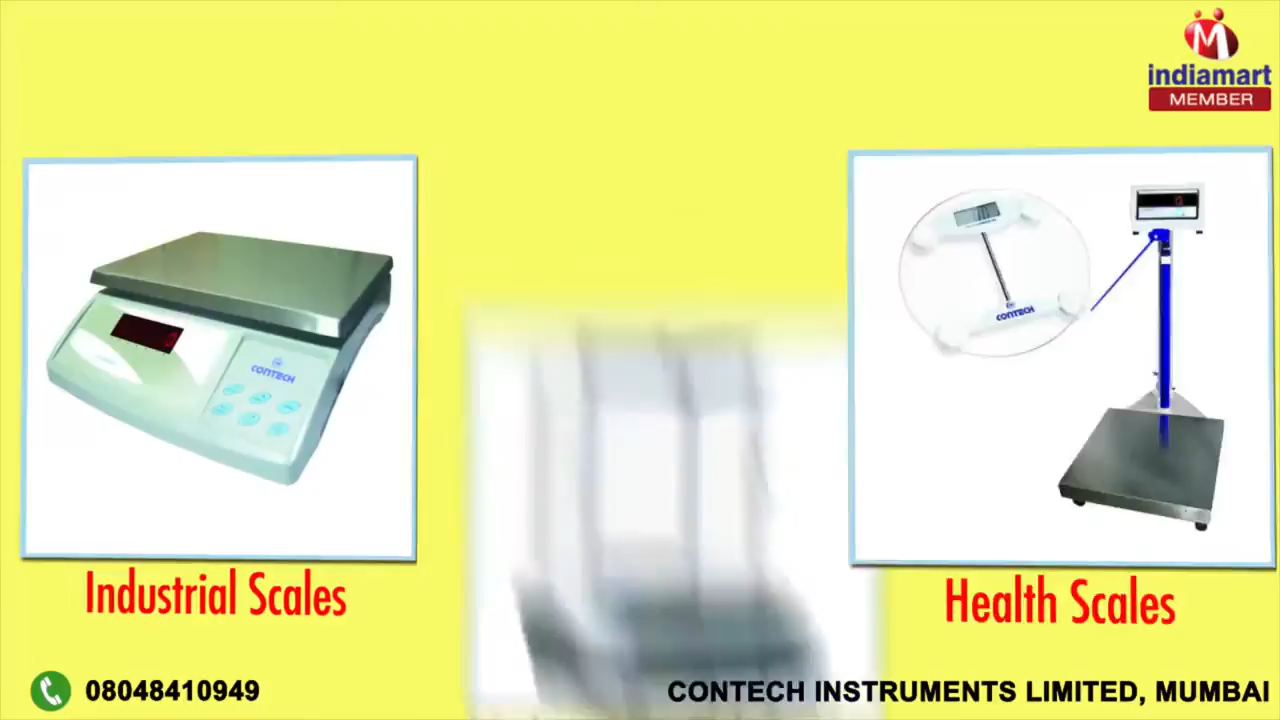 M
indiamart
MEMBER
CONTECH
CONTECH
Industrial Scales
Health Scales
08048410949
CONTECH INSTRUMENTS LIMITED, MUMBAI